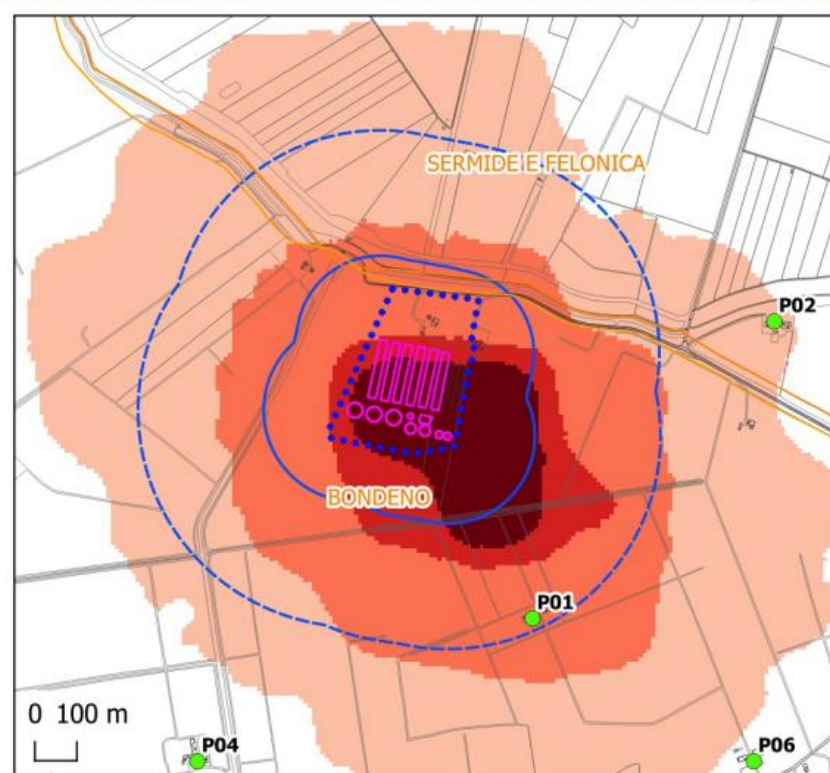 SERMIDE E FELONICA
P02
BONDENO
P01
0 100 m
P04
P06